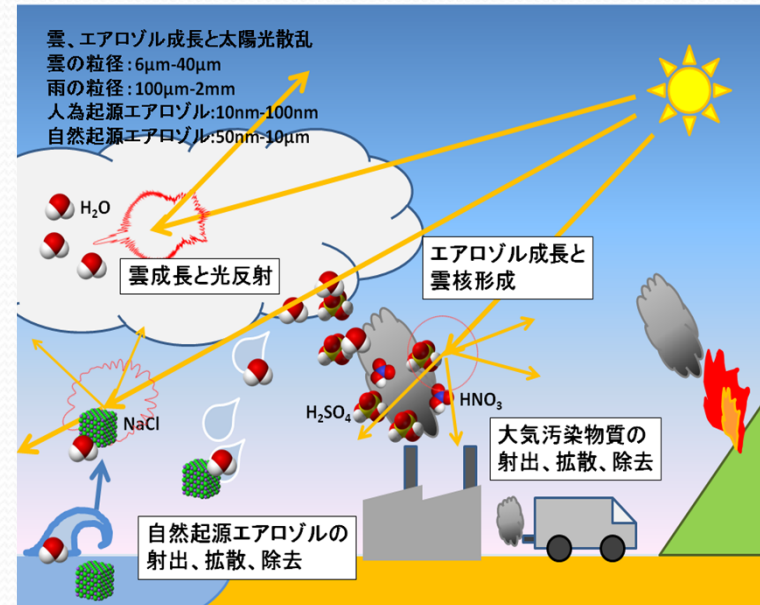 雲、エアロゾル成長と太陽光散乱
雲の粒径:6μm-40μm
雨の粒径:100μm-2mm
人為起源エアロゾル:10nm-100nm
自然起源エアロゾル:50nm-10μm
H₂O
雲成長と光反射
エアロゾル成長と
雲核形成
NaCl
H₂SO₄
HNO₃
大気汚染物質の
射出、拡散、除去
自然起源エアロゾルの
射出、拡散、除去